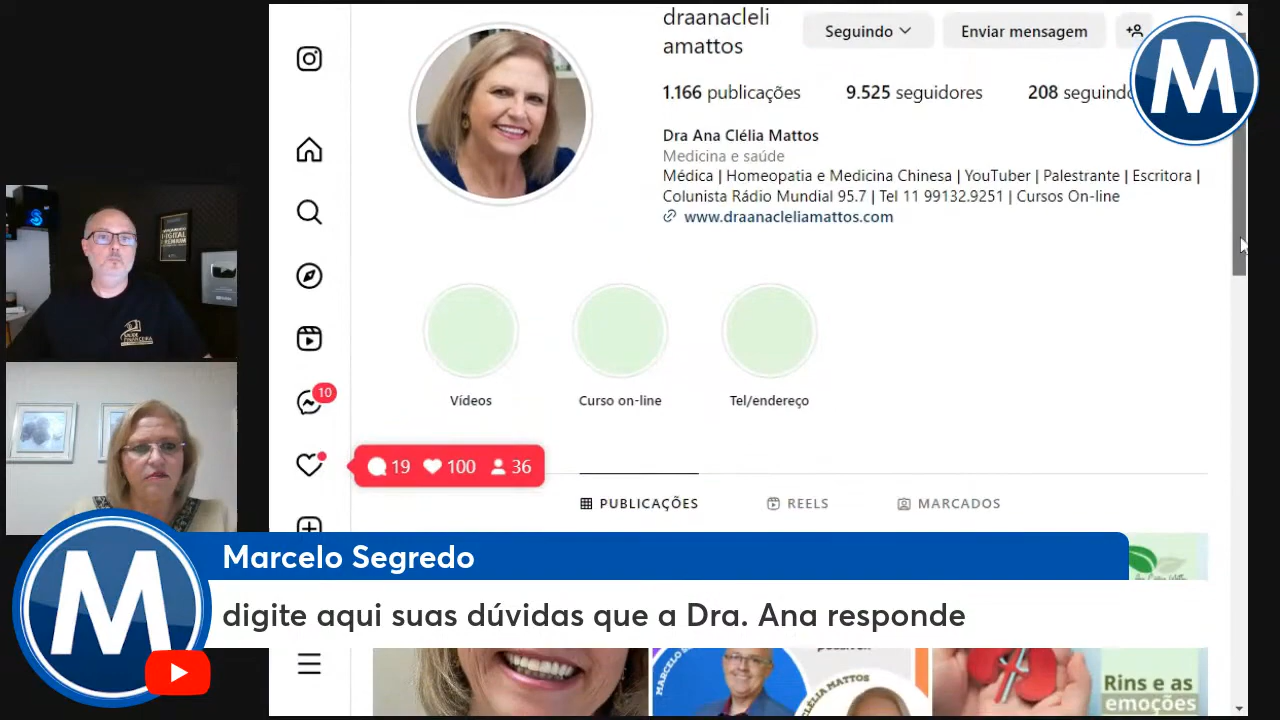 draanacleli
amattos
Seguindo
Enviar mensagem
1.166 publicações
9.525 seguidores
208 seguindo
Dra Ana Clélia Mattos
Medicina e saúde
Médica | Homeopatia e Medicina Chinesa | YouTuber | Palestrante | Escritora |
Colunista Rádio Mundial 95.7 | Tel 11 99132.9251 | Cursos On-line
www.draanacleliamattos.com
M
Vídeos
Curso on-line
Tel/endereço
10
19 100 36
PUBLICAÇÕES
REELS
MARCADOS
M
Marcelo Segredo
digite aqui suas dúvidas que a Dra. Ana responde
CLÉLIA MATTOS
Rins e as
emoções